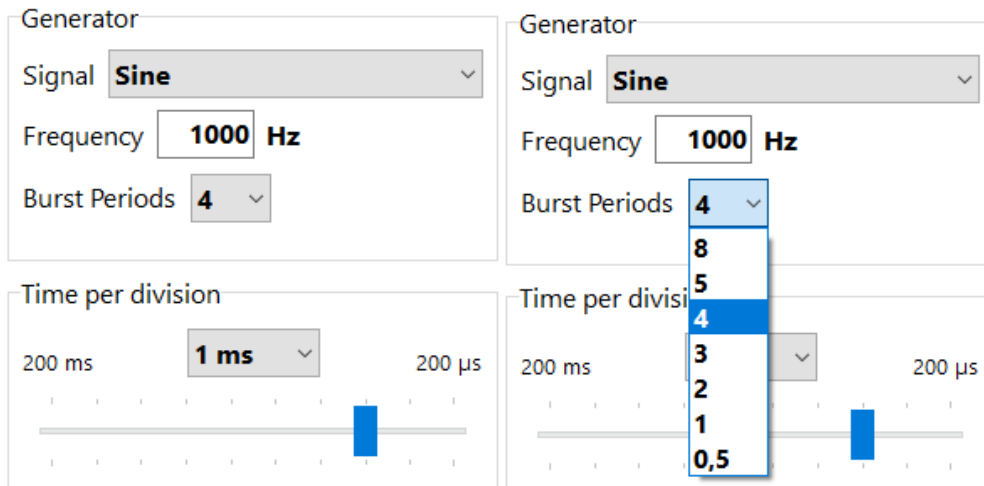 Generator
Signal Sine
Frequency 1000 Hz
Burst Periods 4
Time per division
200 ms 1 ms 200 µs
Generator
Signal Sine
Frequency 1000 Hz
Burst Periods 4
8
5
4
3
2
1
0,5
Time per divisi
200 ms 200 µs